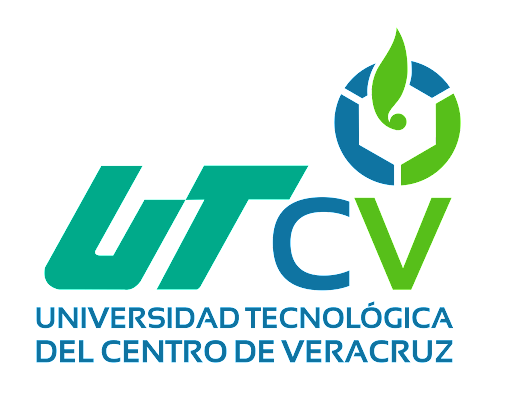 UTCV
UNIVERSIDAD TECNOLÓGICA
DEL CENTRO DE VERACRUZ